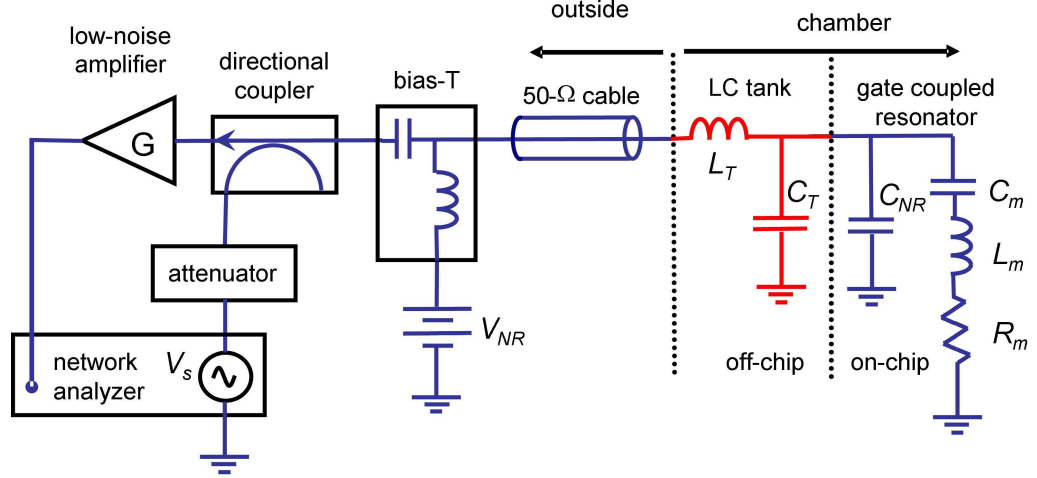 outside
chamber
low-noise
amplifier
directional
coupler
bias-T
50-Ω cable
LC tank
gate coupled
resonator
G
L_T
C_T
C_NR
C_m
L_m
R_m
attenuator
V_NR
network
analyzer
V_s
off-chip
on-chip